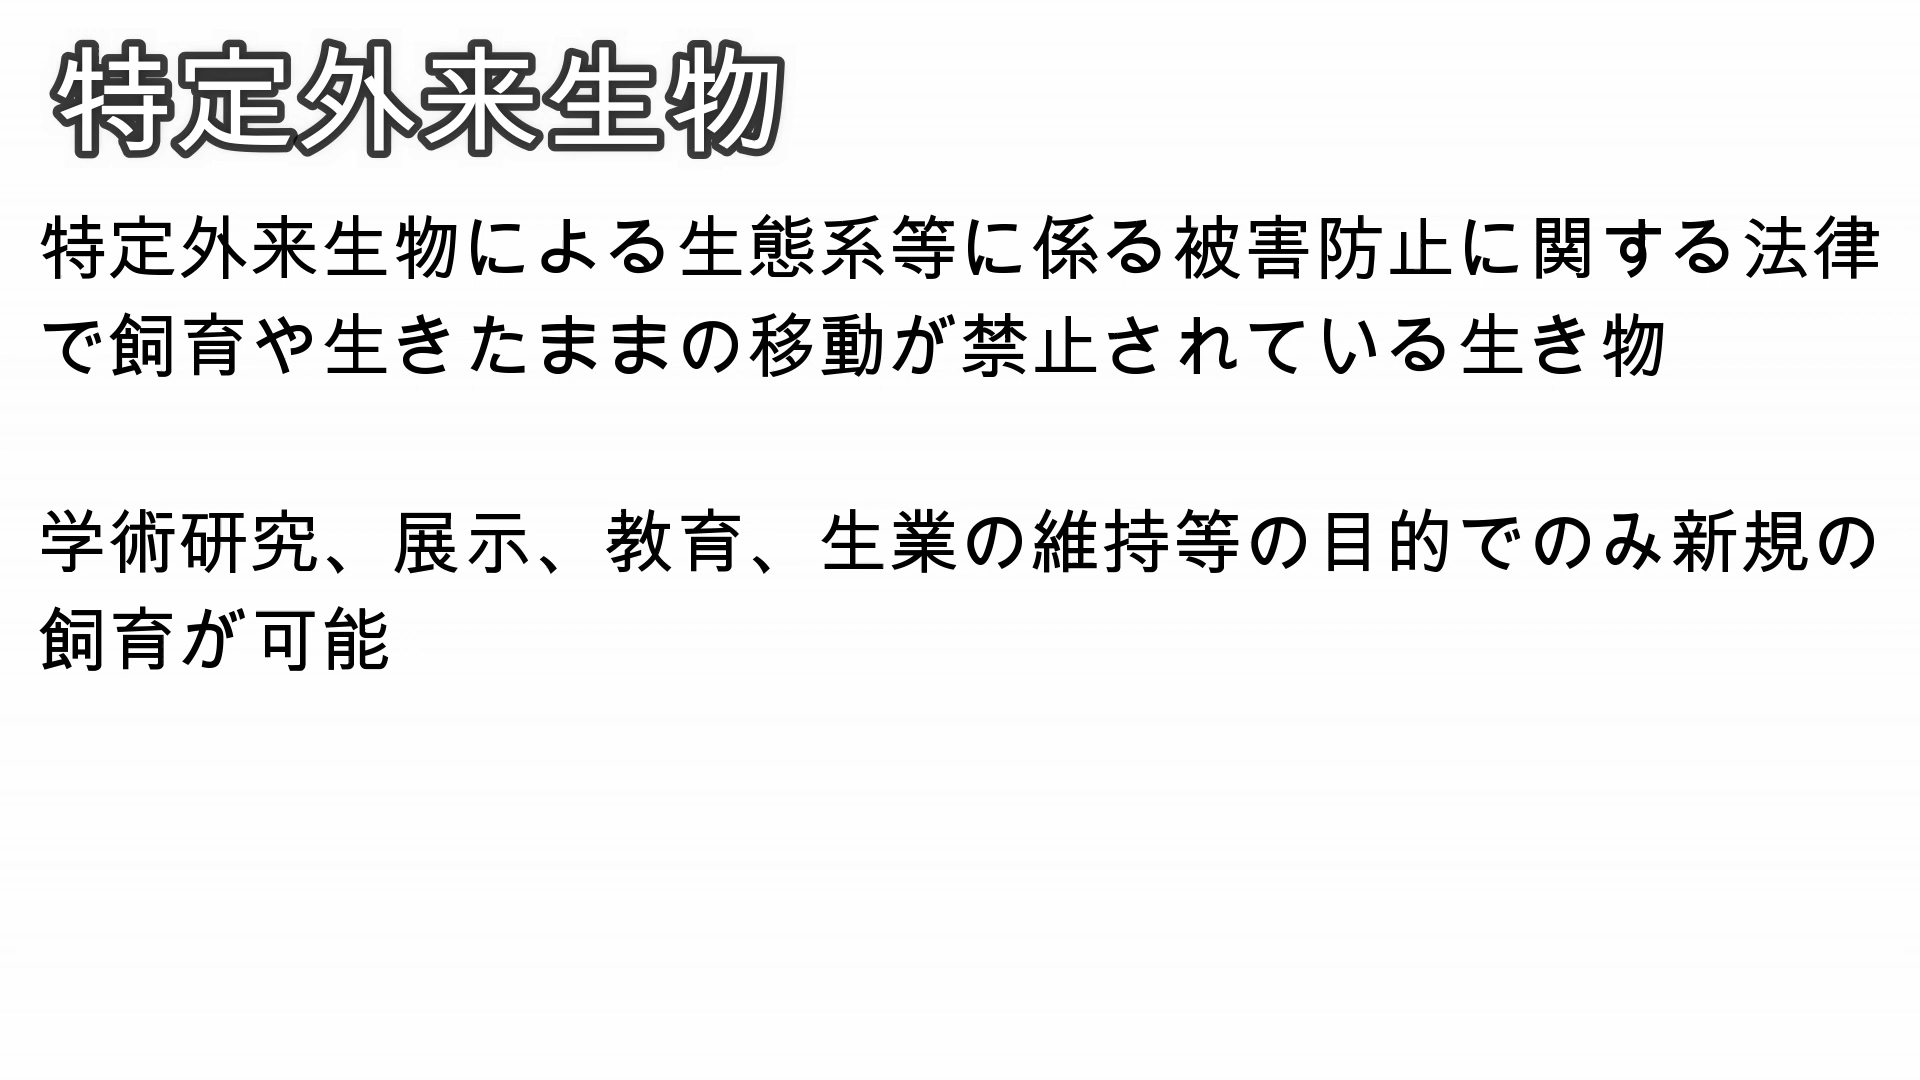 特定外来生物
特定外来生物による生態系等に係る被害防止に関する法律
で飼育や生きたままの移動が禁止されている生き物
学術研究、展示、教育、生業の維持等の目的でのみ新規の
飼育が可能